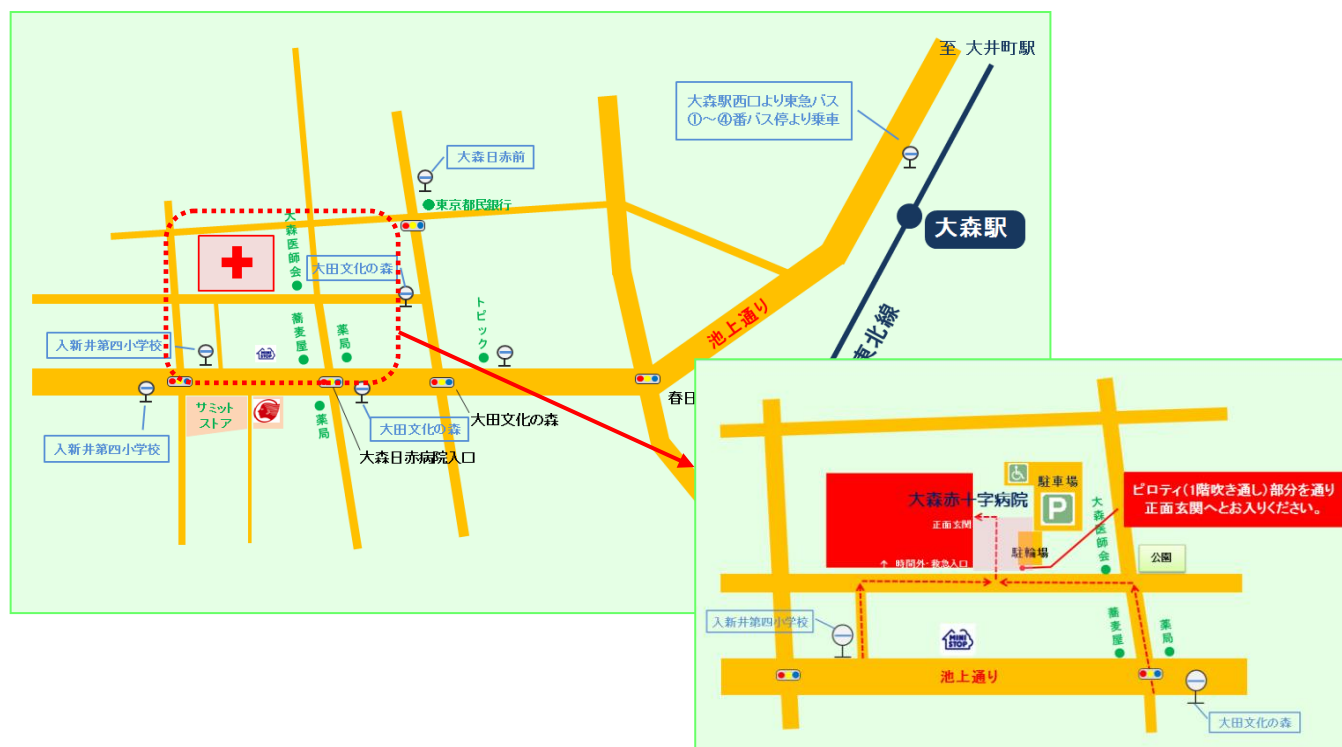 至 大井町駅
大森駅西口より東急バス
①~④番バス停より乗車
大森日赤前
東京都民銀行
大森医師会
大森駅
大田文化の森
トピック
池上通り
東北線
蕎麦屋
薬局
入新井第四小学校
春日
サミット
ストア
薬局
大田文化の森
大田文化の森
入新井第四小学校
大森日赤病院入口
大森赤十字病院
駐車場
P
ピロティ(1階吹き通し)部分を通り
正面玄関へとお入りください。
正面玄関
大森医師会
駐輪場
公園
↑ 時間外・救急入口
入新井第四小学校
MINI
STOP
蕎麦屋
薬局
池上通り
大田文化の森